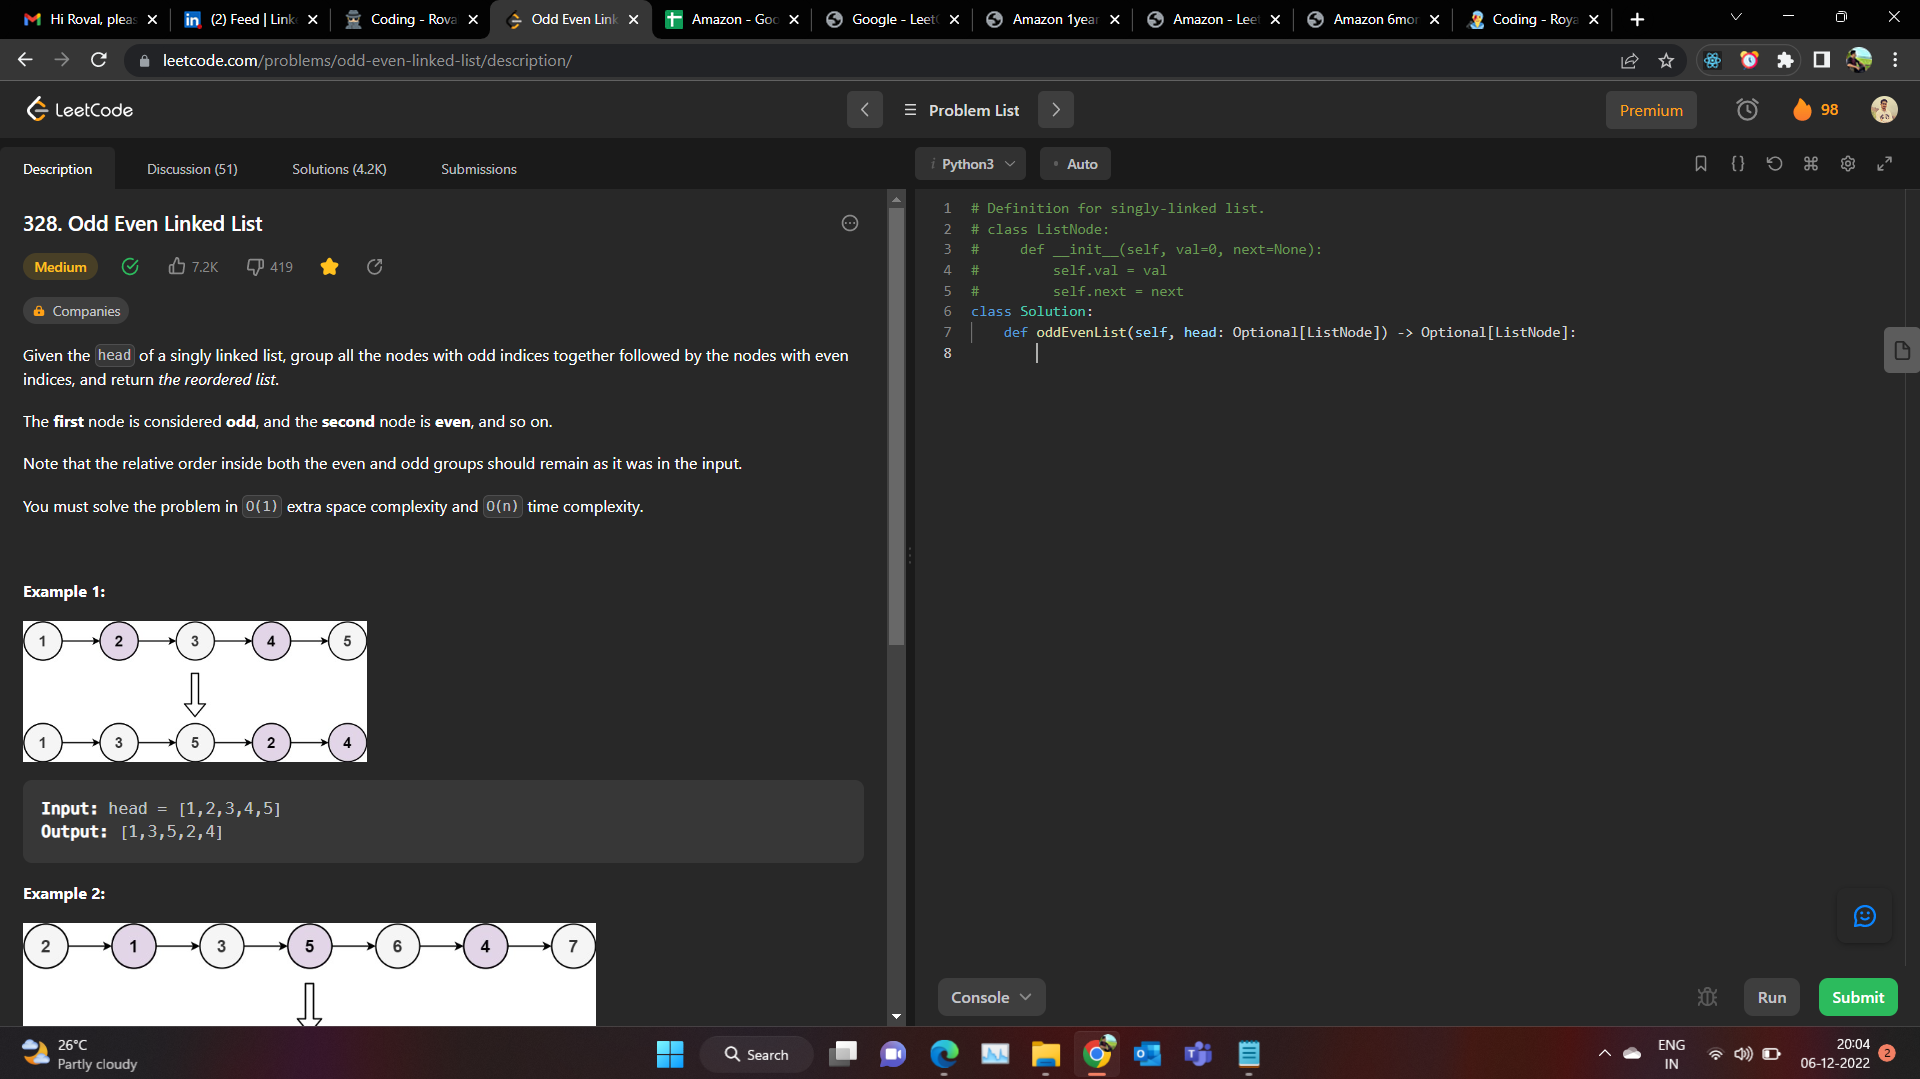 Hi Roval, pleas
(2) Feed | Link
Coding - Rova
Odd Even Link
Amazon - Goo
Google - LeetC
Amazon 1year
Amazon - Leet
Amazon 6mon
Coding - Roya
leetcode.com/problems/odd-even-linked-list/description/
LeetCode
Problem List
Premium
98
Description
Discussion (51)
Solutions (4.2K)
Submissions
i Python3
• Auto
328. Odd Even Linked List
Medium
7.2K
419
Companies
Given the head of a singly linked list, group all the nodes with odd indices together followed by the nodes with even
indices, and return the reordered list.
The first node is considered odd, and the second node is even, and so on.
Note that the relative order inside both the even and odd groups should remain as it was in the input.
You must solve the problem in O(1) extra space complexity and O(n) time complexity.
Example 1:
1 2 3 4 5
1 3 5 2 4
Input: head = [1,2,3,4,5]
Output: [1,3,5,2,4]
Example 2:
2 1 3 5 6 4 7
1 # Definition for singly-linked list.
2 # class ListNode:
3 #     def __init__(self, val=0, next=None):
4 #         self.val = val
5 #         self.next = next
6 class Solution:
7     def oddEvenList(self, head: Optional[ListNode]) -> Optional[ListNode]:
8
Console
Run
Submit
26°C
Partly cloudy
Search
ENG
IN
20:04
06-12-2022
2